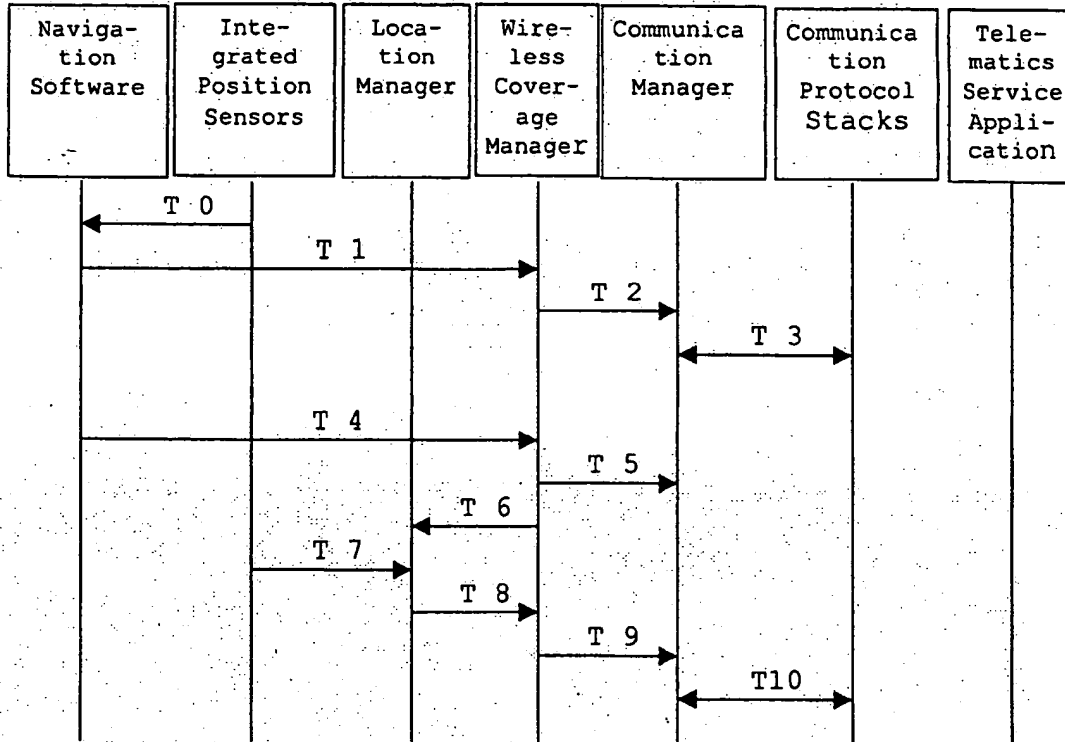 Naviga-
tion
Software
Inte-
grated
Position
Sensors
Loca-
tion
Manager
Wire-
less
Cover-
age
Manager
Communica
tion
Manager
Communica
tion
Protocol
Stacks
Tele-
matics
Service
Appli-
cation
T 0
T 1
T 2
T 3
T 4
T 5
T 6
T 7
T 8
T 9
T10